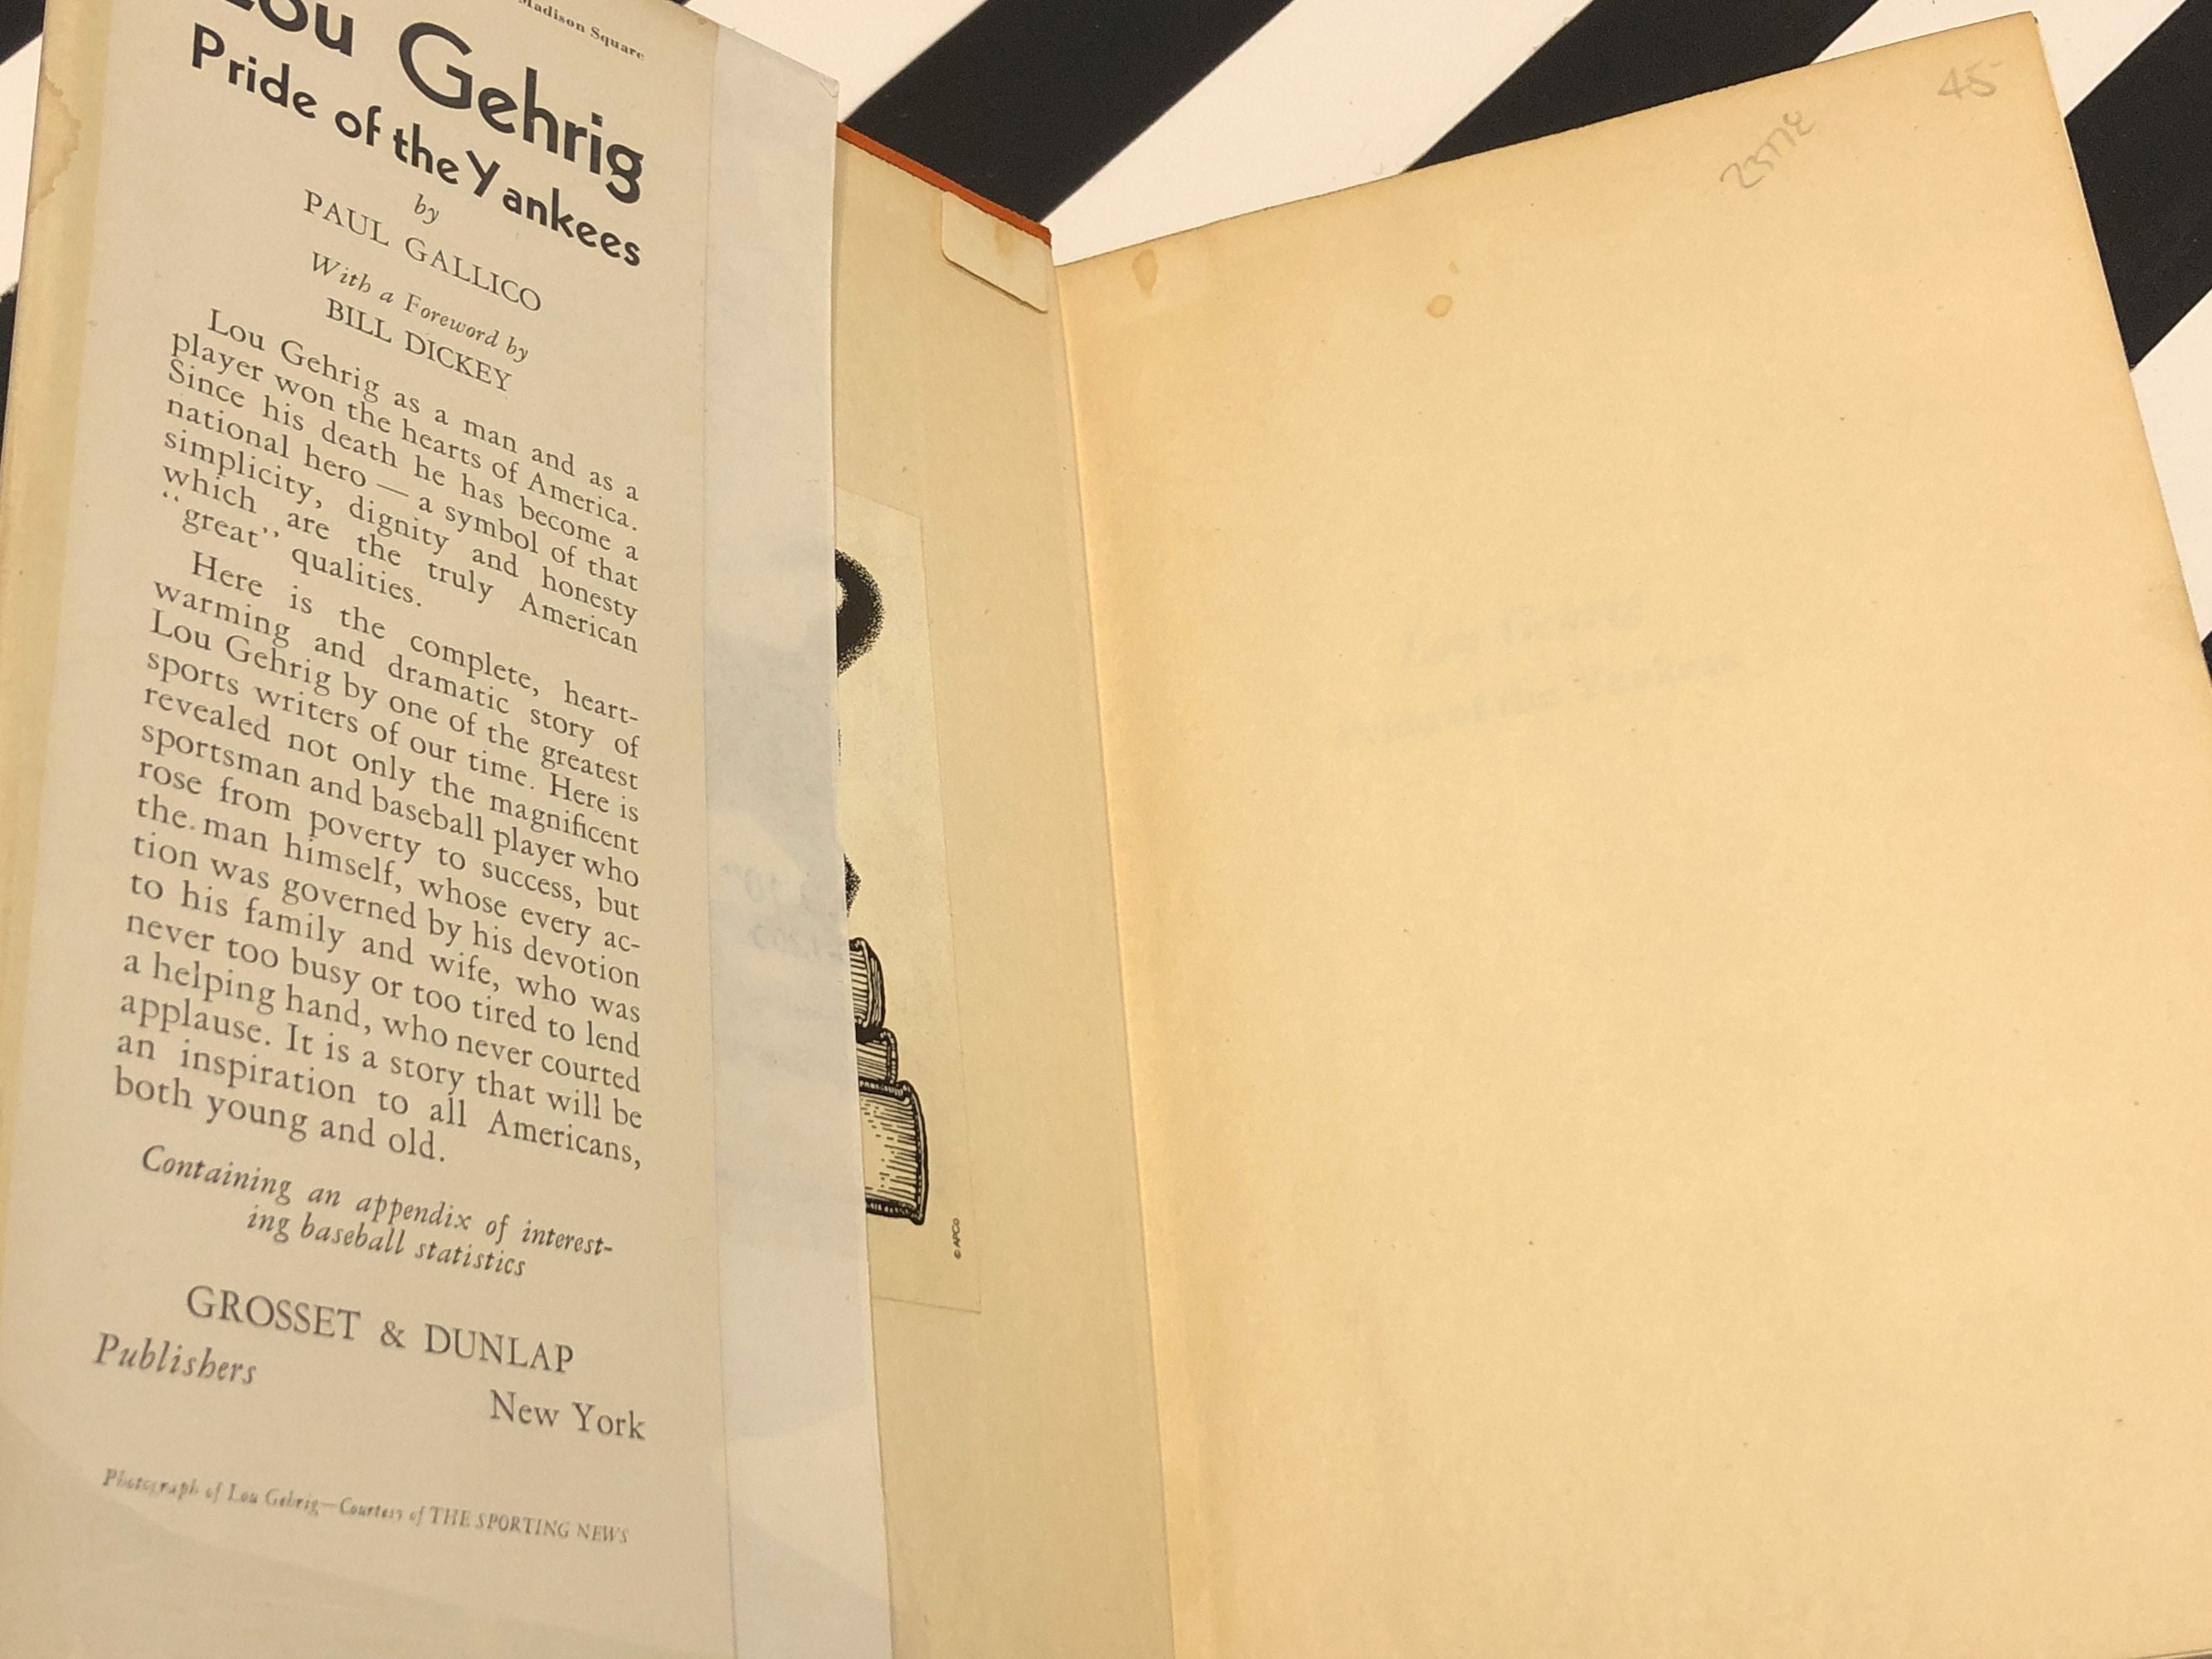 Madison Square
Lou Gehrig
Pride of the Yankees
by
PAUL GALLICO
With a Foreword by
BILL DICKEY
Lou Gehrig as a man and as a
player won the hearts of America.
Since his death he has become a
national hero — a symbol of that
simplicity, dignity and honesty
which are the truly American
“great” qualities.
Here is the complete, heart-
warming and dramatic story of
Lou Gehrig by one of the greatest
sports writers of our time. Here is
revealed not only the magnificent
sportsman and baseball player who
rose from poverty to success, but
the man himself, whose every ac-
tion was governed by his devotion
to his family and wife, who was
never too busy or too tired to lend
a helping hand, who never courted
applause. It is a story that will be
an inspiration to all Americans,
both young and old.
Containing an appendix of interest-
ing baseball statistics
GROSSET & DUNLAP
Publishers
New York
Photograph of Lou Gehrig—Courtesy of THE SPORTING NEWS
© APCo
45